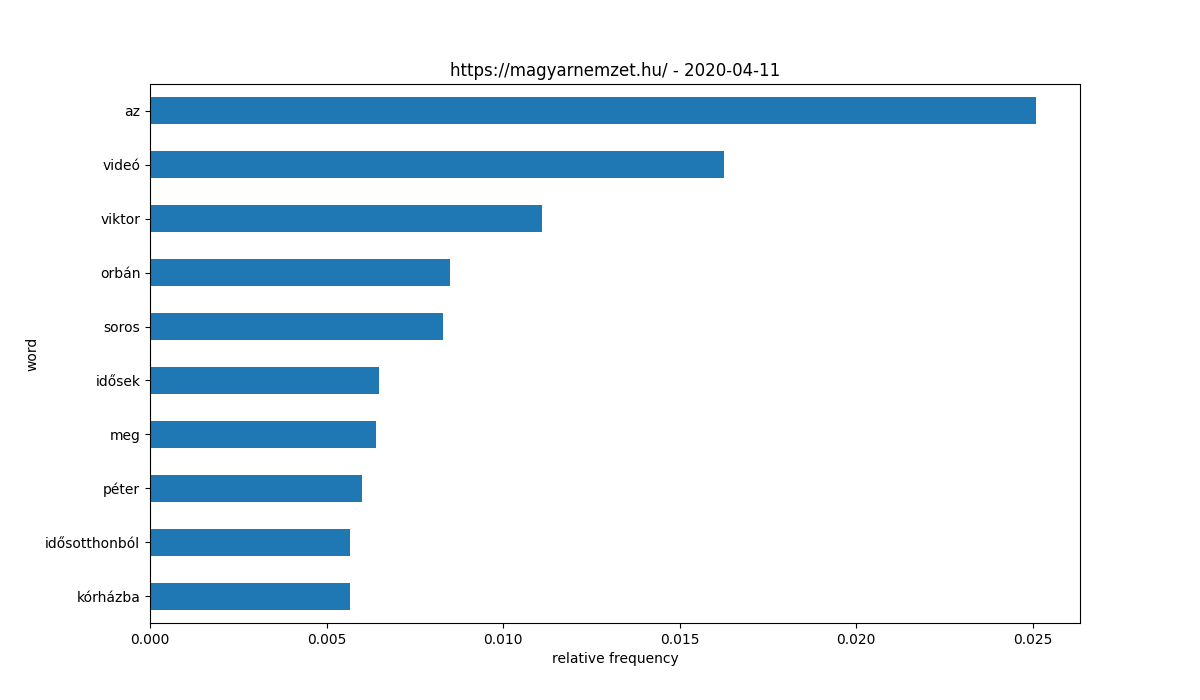 https://magyarnemzet.hu/ - 2020-04-11
az
videó
viktor
orbán
soros
idősek
meg
péter
idősotthonból
kórházba
word
0.000 0.005 0.010 0.015 0.020 0.025
relative frequency